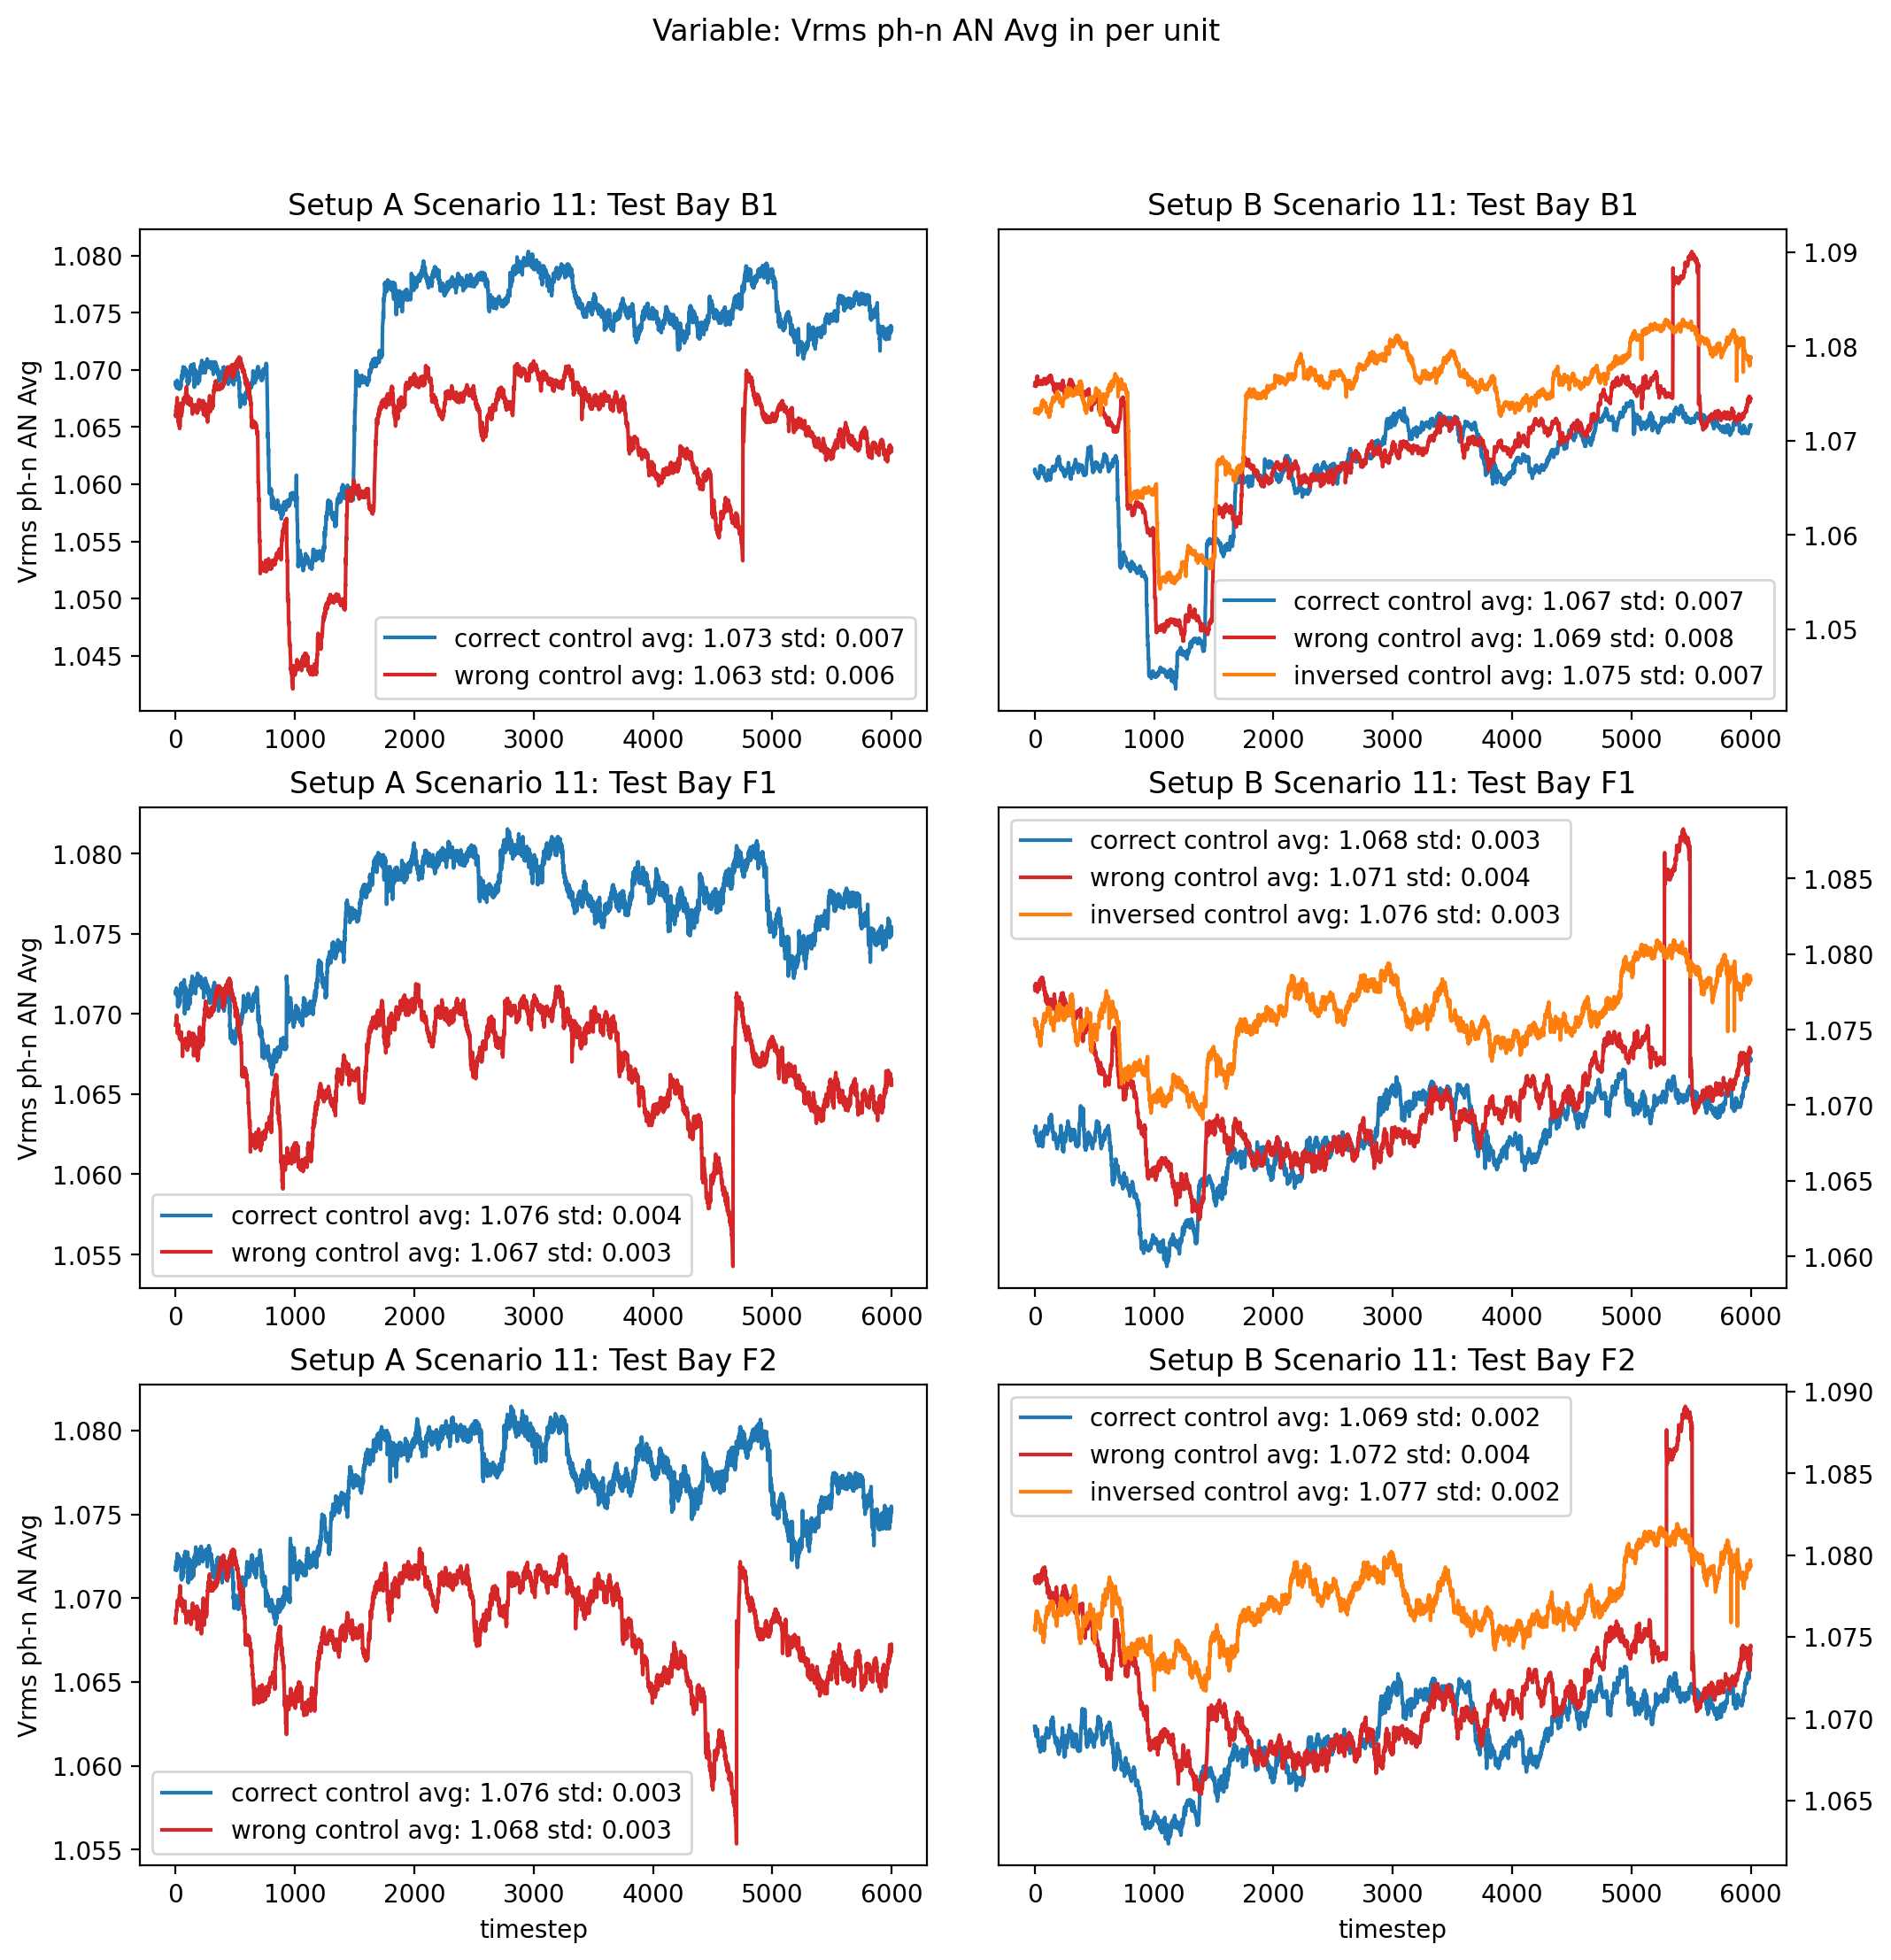 Variable: Vrms ph-n AN Avg in per unit
Setup A Scenario 11: Test Bay B1
Vrms ph-n AN Avg
1.080
1.075
1.070
1.065
1.060
1.055
1.050
1.045
correct control avg: 1.073 std: 0.007
wrong control avg: 1.063 std: 0.006
0 1000 2000 3000 4000 5000 6000
Setup B Scenario 11: Test Bay B1
1.09
1.08
1.07
1.06
1.05
correct control avg: 1.067 std: 0.007
wrong control avg: 1.069 std: 0.008
inversed control avg: 1.075 std: 0.007
0 1000 2000 3000 4000 5000 6000
Setup A Scenario 11: Test Bay F1
Vrms ph-n AN Avg
1.080
1.075
1.070
1.065
1.060
1.055
correct control avg: 1.076 std: 0.004
wrong control avg: 1.067 std: 0.003
0 1000 2000 3000 4000 5000 6000
Setup B Scenario 11: Test Bay F1
correct control avg: 1.068 std: 0.003
wrong control avg: 1.071 std: 0.004
inversed control avg: 1.076 std: 0.003
1.085
1.080
1.075
1.070
1.065
1.060
0 1000 2000 3000 4000 5000 6000
Setup A Scenario 11: Test Bay F2
Vrms ph-n AN Avg
1.080
1.075
1.070
1.065
1.060
1.055
correct control avg: 1.076 std: 0.003
wrong control avg: 1.068 std: 0.003
0 1000 2000 3000 4000 5000 6000
timestep
Setup B Scenario 11: Test Bay F2
correct control avg: 1.069 std: 0.002
wrong control avg: 1.072 std: 0.004
inversed control avg: 1.077 std: 0.002
1.090
1.085
1.080
1.075
1.070
1.065
0 1000 2000 3000 4000 5000 6000
timestep